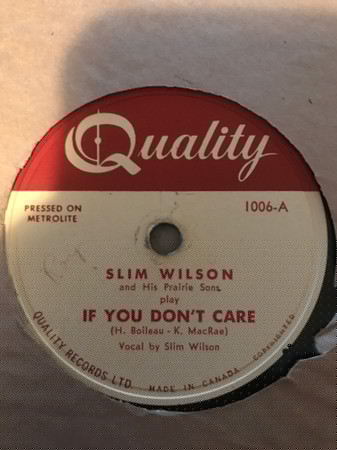 Quality
PRESSED ON
METROLITE
1006-A
Roy
SLIM WILSON
and His Prairie Sons
play
IF YOU DON'T CARE
(H. Boileau - K. MacRae)
Vocal by Slim Wilson
QUALITY RECORDS LTD. MADE IN CANADA COPYRIGHTED